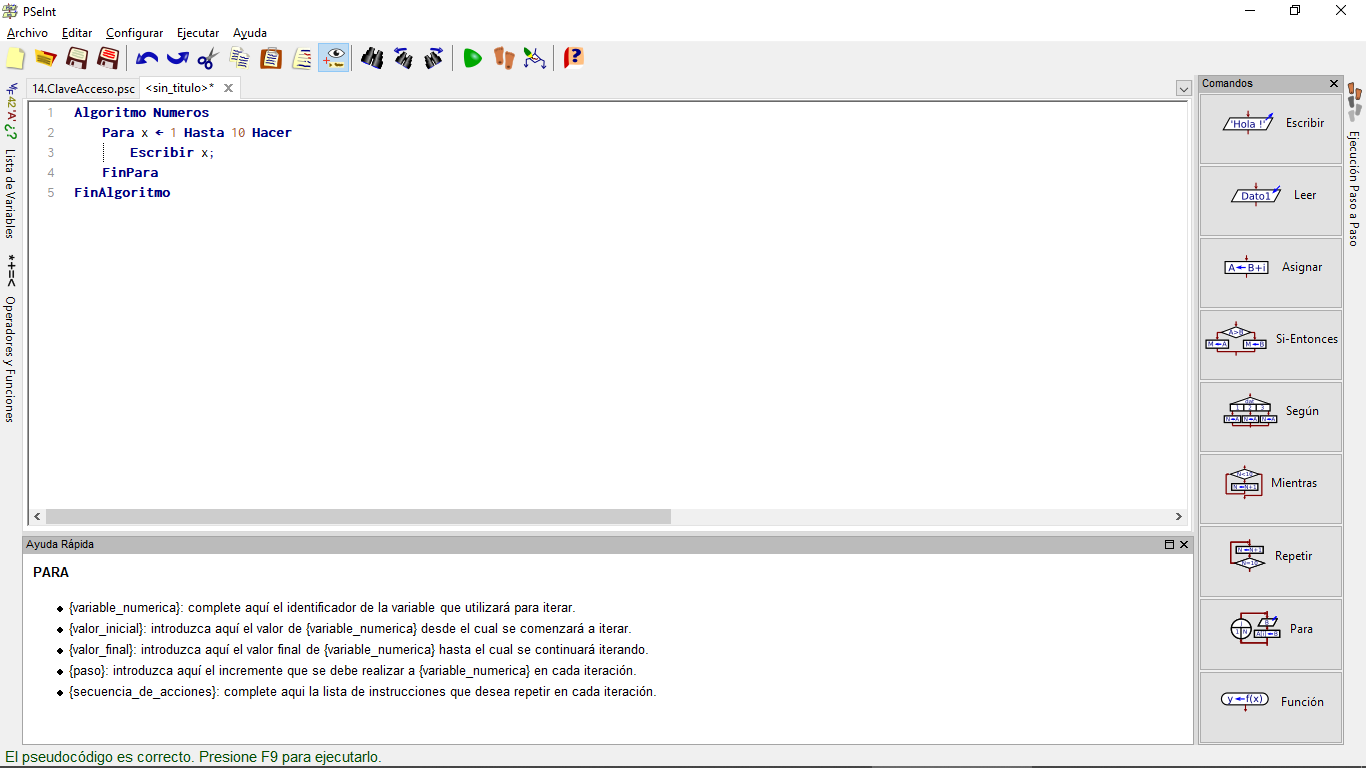 PSeInt
Archivo Editar Configurar Ejecutar Ayuda
14.ClaveAcceso.psc <sin_titulo>*
1 Algoritmo Numeros
2 Para x ← 1 Hasta 10 Hacer
3 Escribir x;
4 FinPara
5 FinAlgoritmo
42 'A' ¿? Lista de Variables
*+=< Operadores y Funciones
Ayuda Rápida
PARA
{variable_numerica}: complete aquí el identificador de la variable que utilizará para iterar.
{valor_inicial}: introduzca aquí el valor de {variable_numerica} desde el cual se comenzará a iterar.
{valor_final}: introduzca aquí el valor final de {variable_numerica} hasta el cual se continuará iterando.
{paso}: introduzca aquí el incremente que se debe realizar a {variable_numerica} en cada iteración.
{secuencia_de_acciones}: complete aqui la lista de instrucciones que desea repetir en cada iteración.
Comandos
'Hola !' Escribir
Dato1 Leer
A←B+i Asignar
A>B M←A M←B Si-Entonces
Según
Mientras
Repetir
Para
y←f(x) Función
Ejecución Paso a Paso
El pseudocódigo es correcto. Presione F9 para ejecutarlo.